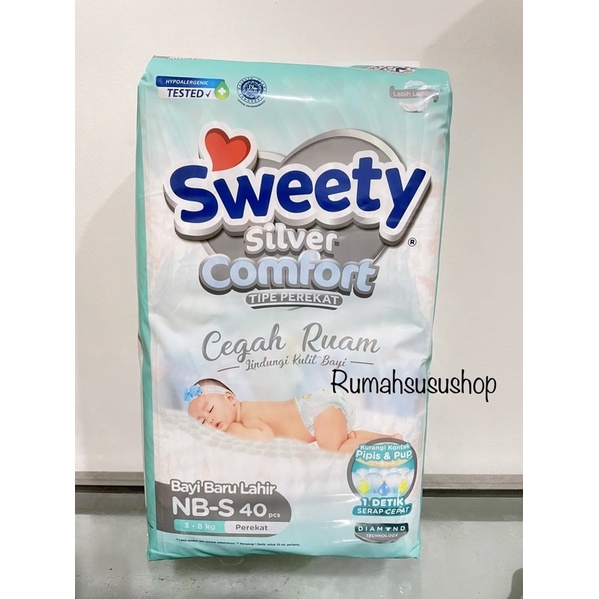 HYPOALLERGENIC
TESTED
Sweety
®
Silver
Comfort
TIPE PEREKAT
Cegah Ruam
Lindungi Kulit Bayi
Rumahsusushop
Kurangi Kontak
Pipis & Pup
1 DETIK
SERAP CEPAT
DIAMOND
TECHNOLOGY
Bayi Baru Lahir
NB-S 40 pcs
3 - 8 kg
Perekat